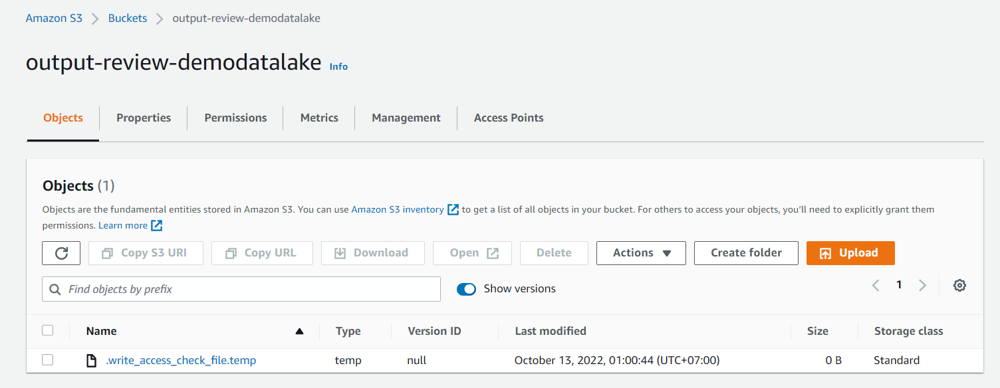 Amazon S3 > Buckets > output-review-demodatalake
output-review-demodatalake Info
Objects Properties Permissions Metrics Management Access Points
Objects (1)
Objects are the fundamental entities stored in Amazon S3. You can use Amazon S3 inventory to get a list of all objects in your bucket. For others to access your objects, you'll need to explicitly grant them
permissions. Learn more
Copy S3 URI Copy URL Download Open Delete Actions Create folder Upload
Find objects by prefix Show versions 1
Name Type Version ID Last modified Size Storage class
.write_access_check_file.temp temp null October 13, 2022, 01:00:44 (UTC+07:00) 0 B Standard